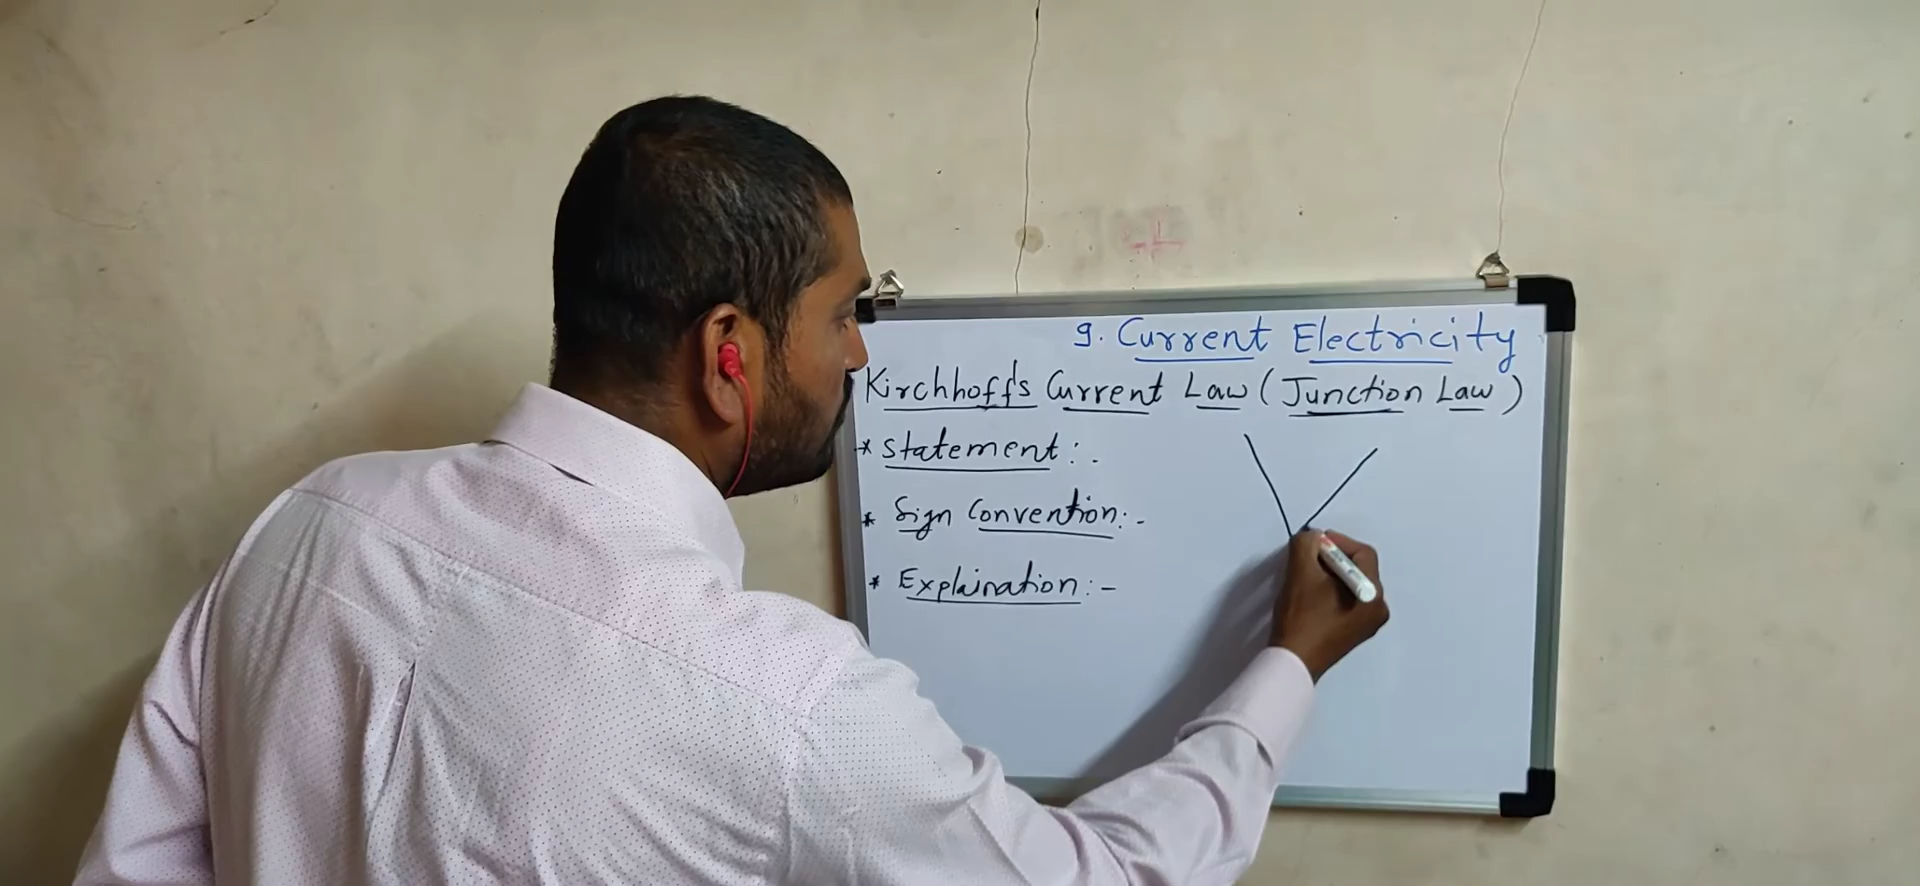 9. Current Electricity
Kirchhoff's Current Law (Junction Law)
* Statement :-
* Sign Convention :-
* Explaination :-